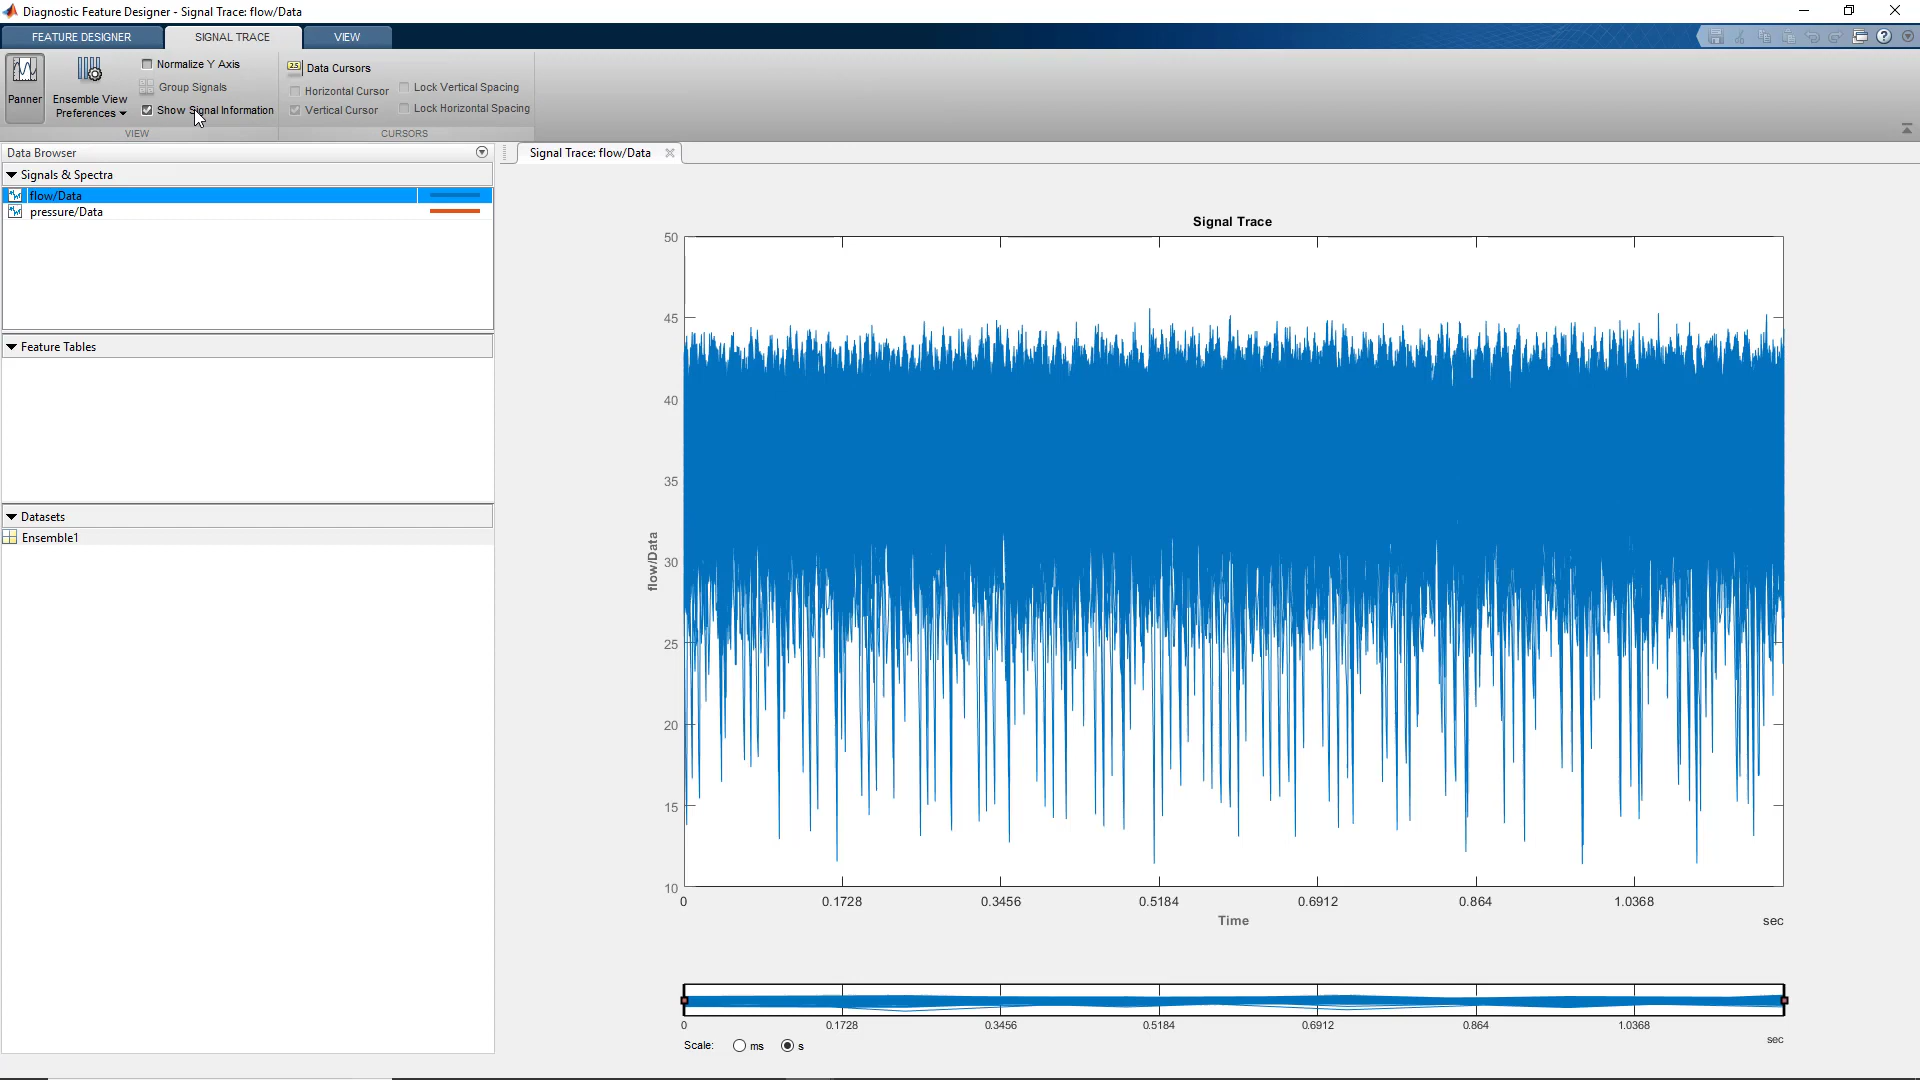 Diagnostic Feature Designer - Signal Trace: flow/Data
FEATURE DESIGNER
SIGNAL TRACE
VIEW
Panner
Ensemble View
Preferences
Normalize Y Axis
Group Signals
Show Signal Information
VIEW
Data Cursors
Horizontal Cursor
Vertical Cursor
Lock Vertical Spacing
Lock Horizontal Spacing
CURSORS
Data Browser
Signals & Spectra
flow/Data
pressure/Data
Feature Tables
Datasets
Ensemble1
Signal Trace: flow/Data
Signal Trace
50
45
40
35
30
25
20
15
10
flow/Data
0 0.1728 0.3456 0.5184 0.6912 0.864 1.0368
Time
sec
0 0.1728 0.3456 0.5184 0.6912 0.864 1.0368
sec
Scale: ms s